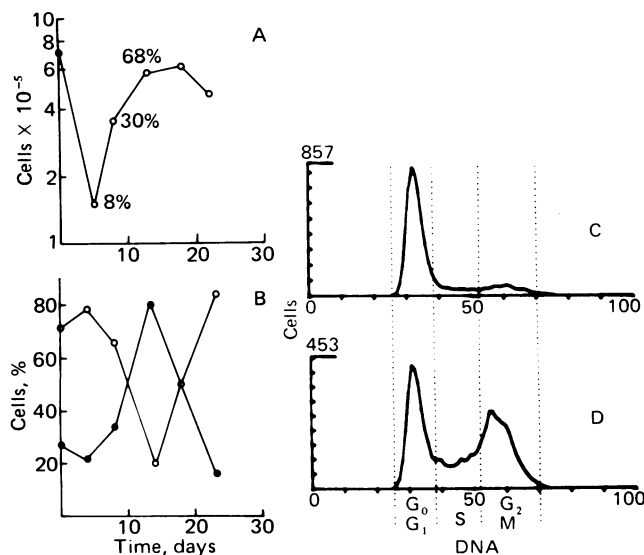 A
Cells X 10⁻⁵
10
8
6
4
2
1
68%
30%
8%
0
10
20
30
B
Cells, %
80
60
40
20
0
10
20
30
Time, days
857
C
Cells
0
50
100
453
D
0
50
100
G₀
G₁
S
G₂
M
DNA